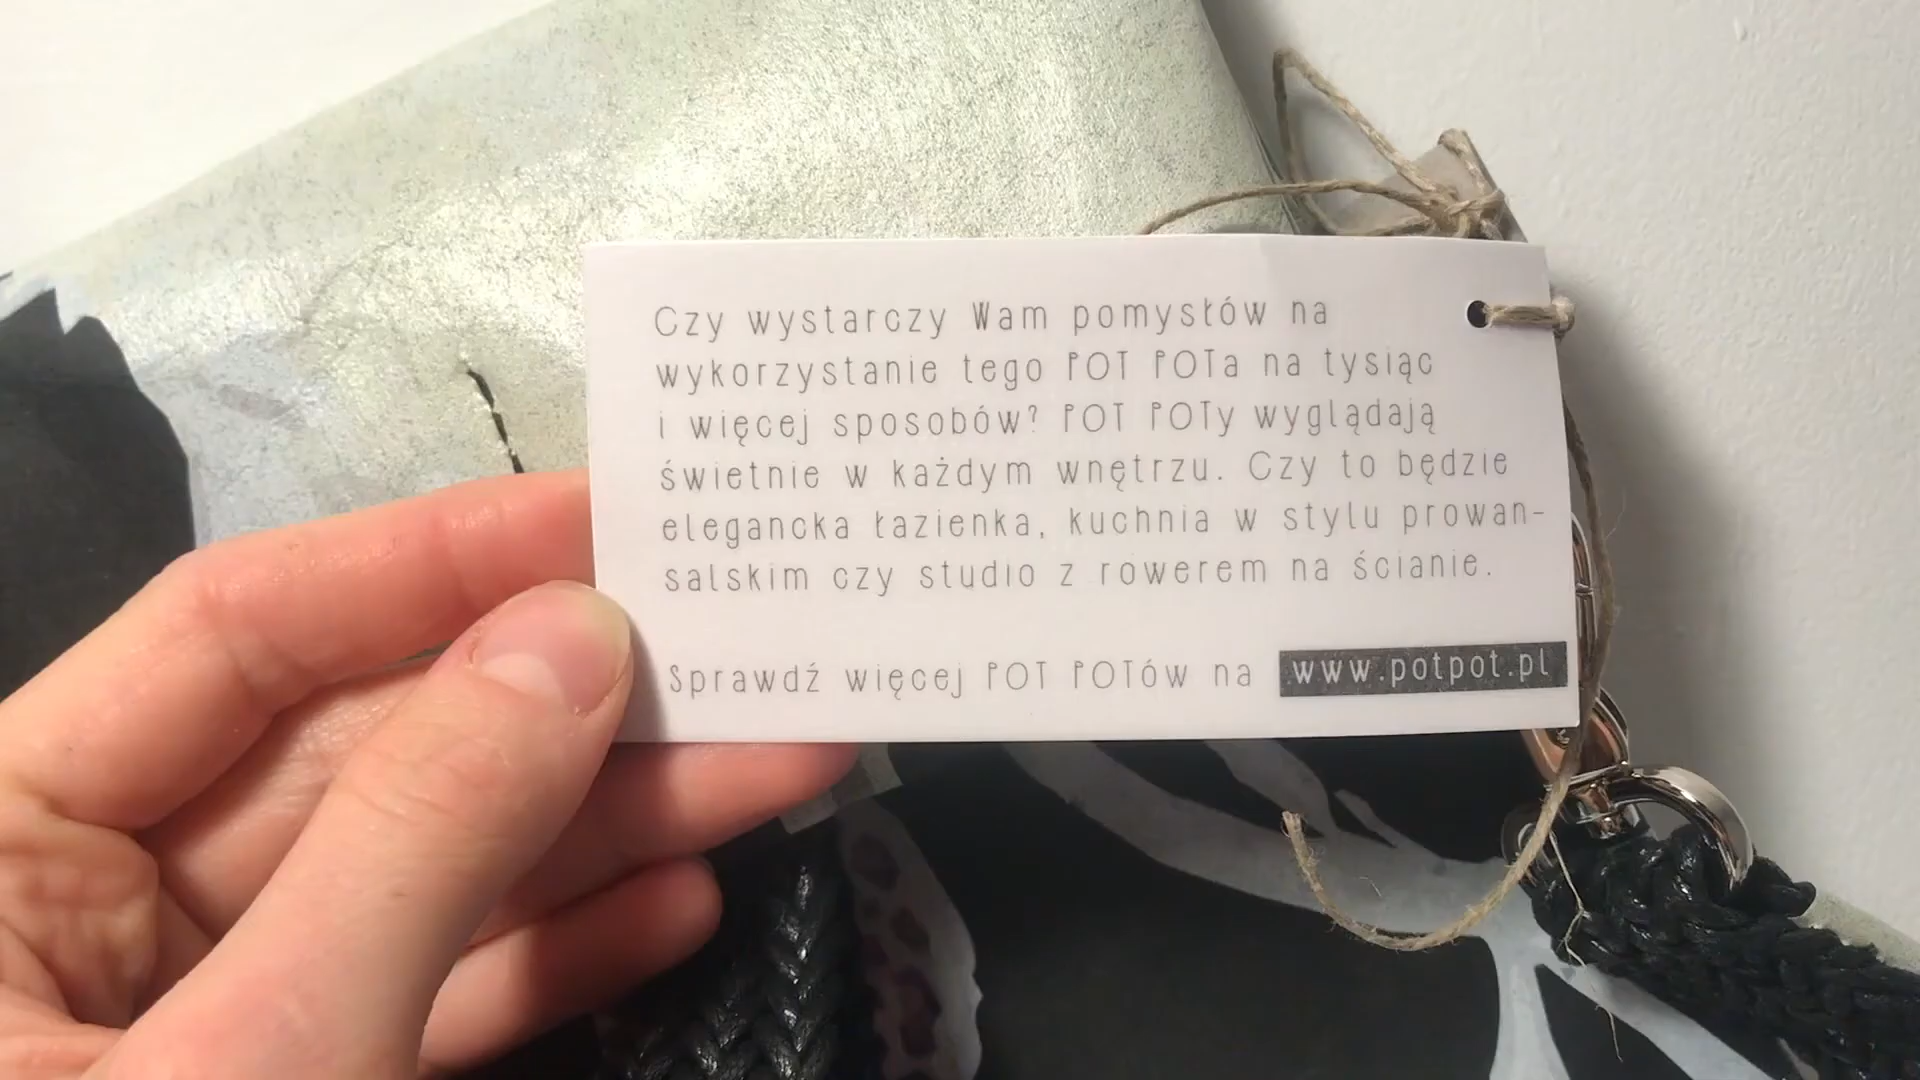 Czy wystarczy Wam pomysłów na
wykorzystanie tego POT POTa na tysiąc
i więcej sposobów? POT POTy wyglądają
świetnie w każdym wnętrzu. Czy to będzie
elegancka łazienka, kuchnia w stylu prowan-
salskim czy studio z rowerem na ścianie.
Sprawdź więcej POT POTów na www.potpot.pl